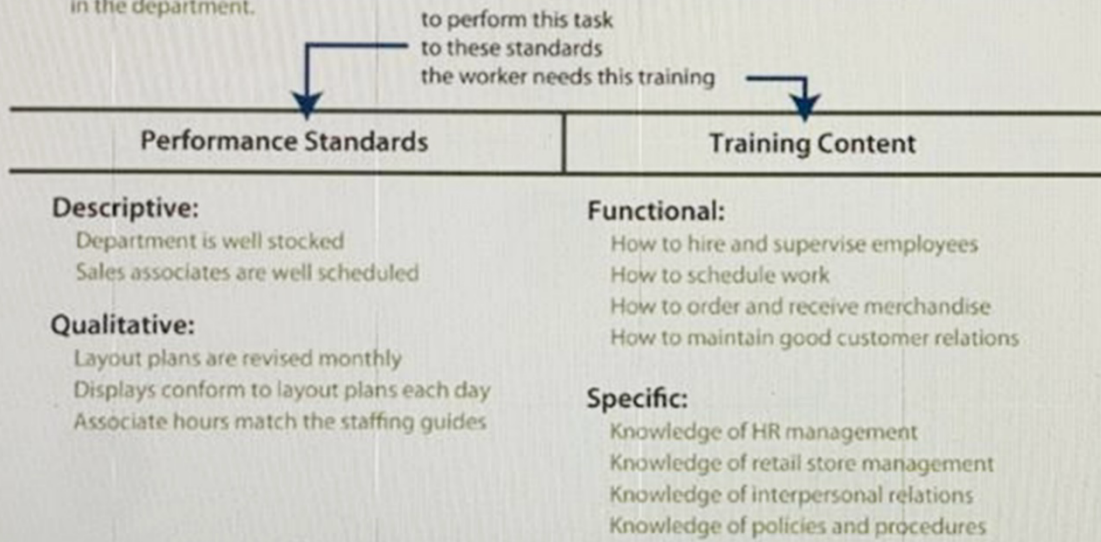 in the department.
to perform this task
to these standards
the worker needs this training
Performance Standards
Training Content
Descriptive:
Department is well stocked
Sales associates are well scheduled
Qualitative:
Layout plans are revised monthly
Displays conform to layout plans each day
Associate hours match the staffing guides
Functional:
How to hire and supervise employees
How to schedule work
How to order and receive merchandise
How to maintain good customer relations
Specific:
Knowledge of HR management
Knowledge of retail store management
Knowledge of interpersonal relations
Knowledge of policies and procedures